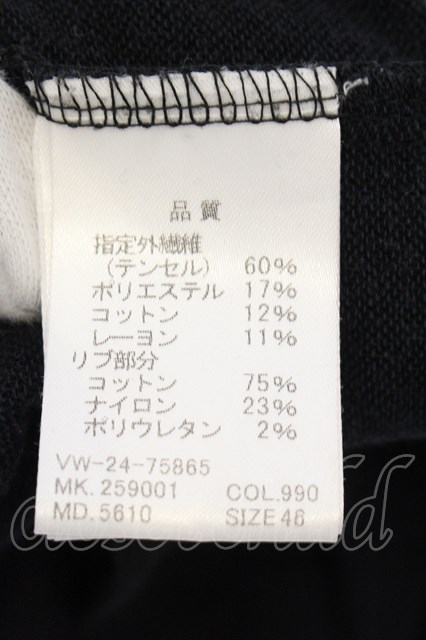 品質
指定外繊維
(テンセル) 60%
ポリエステル 17%
コットン 12%
レーヨン 11%
リブ部分
コットン 75%
ナイロン 23%
ポリウレタン 2%
VW-24-75865
MK.259001 COL.990
MD.5610 SIZE 46